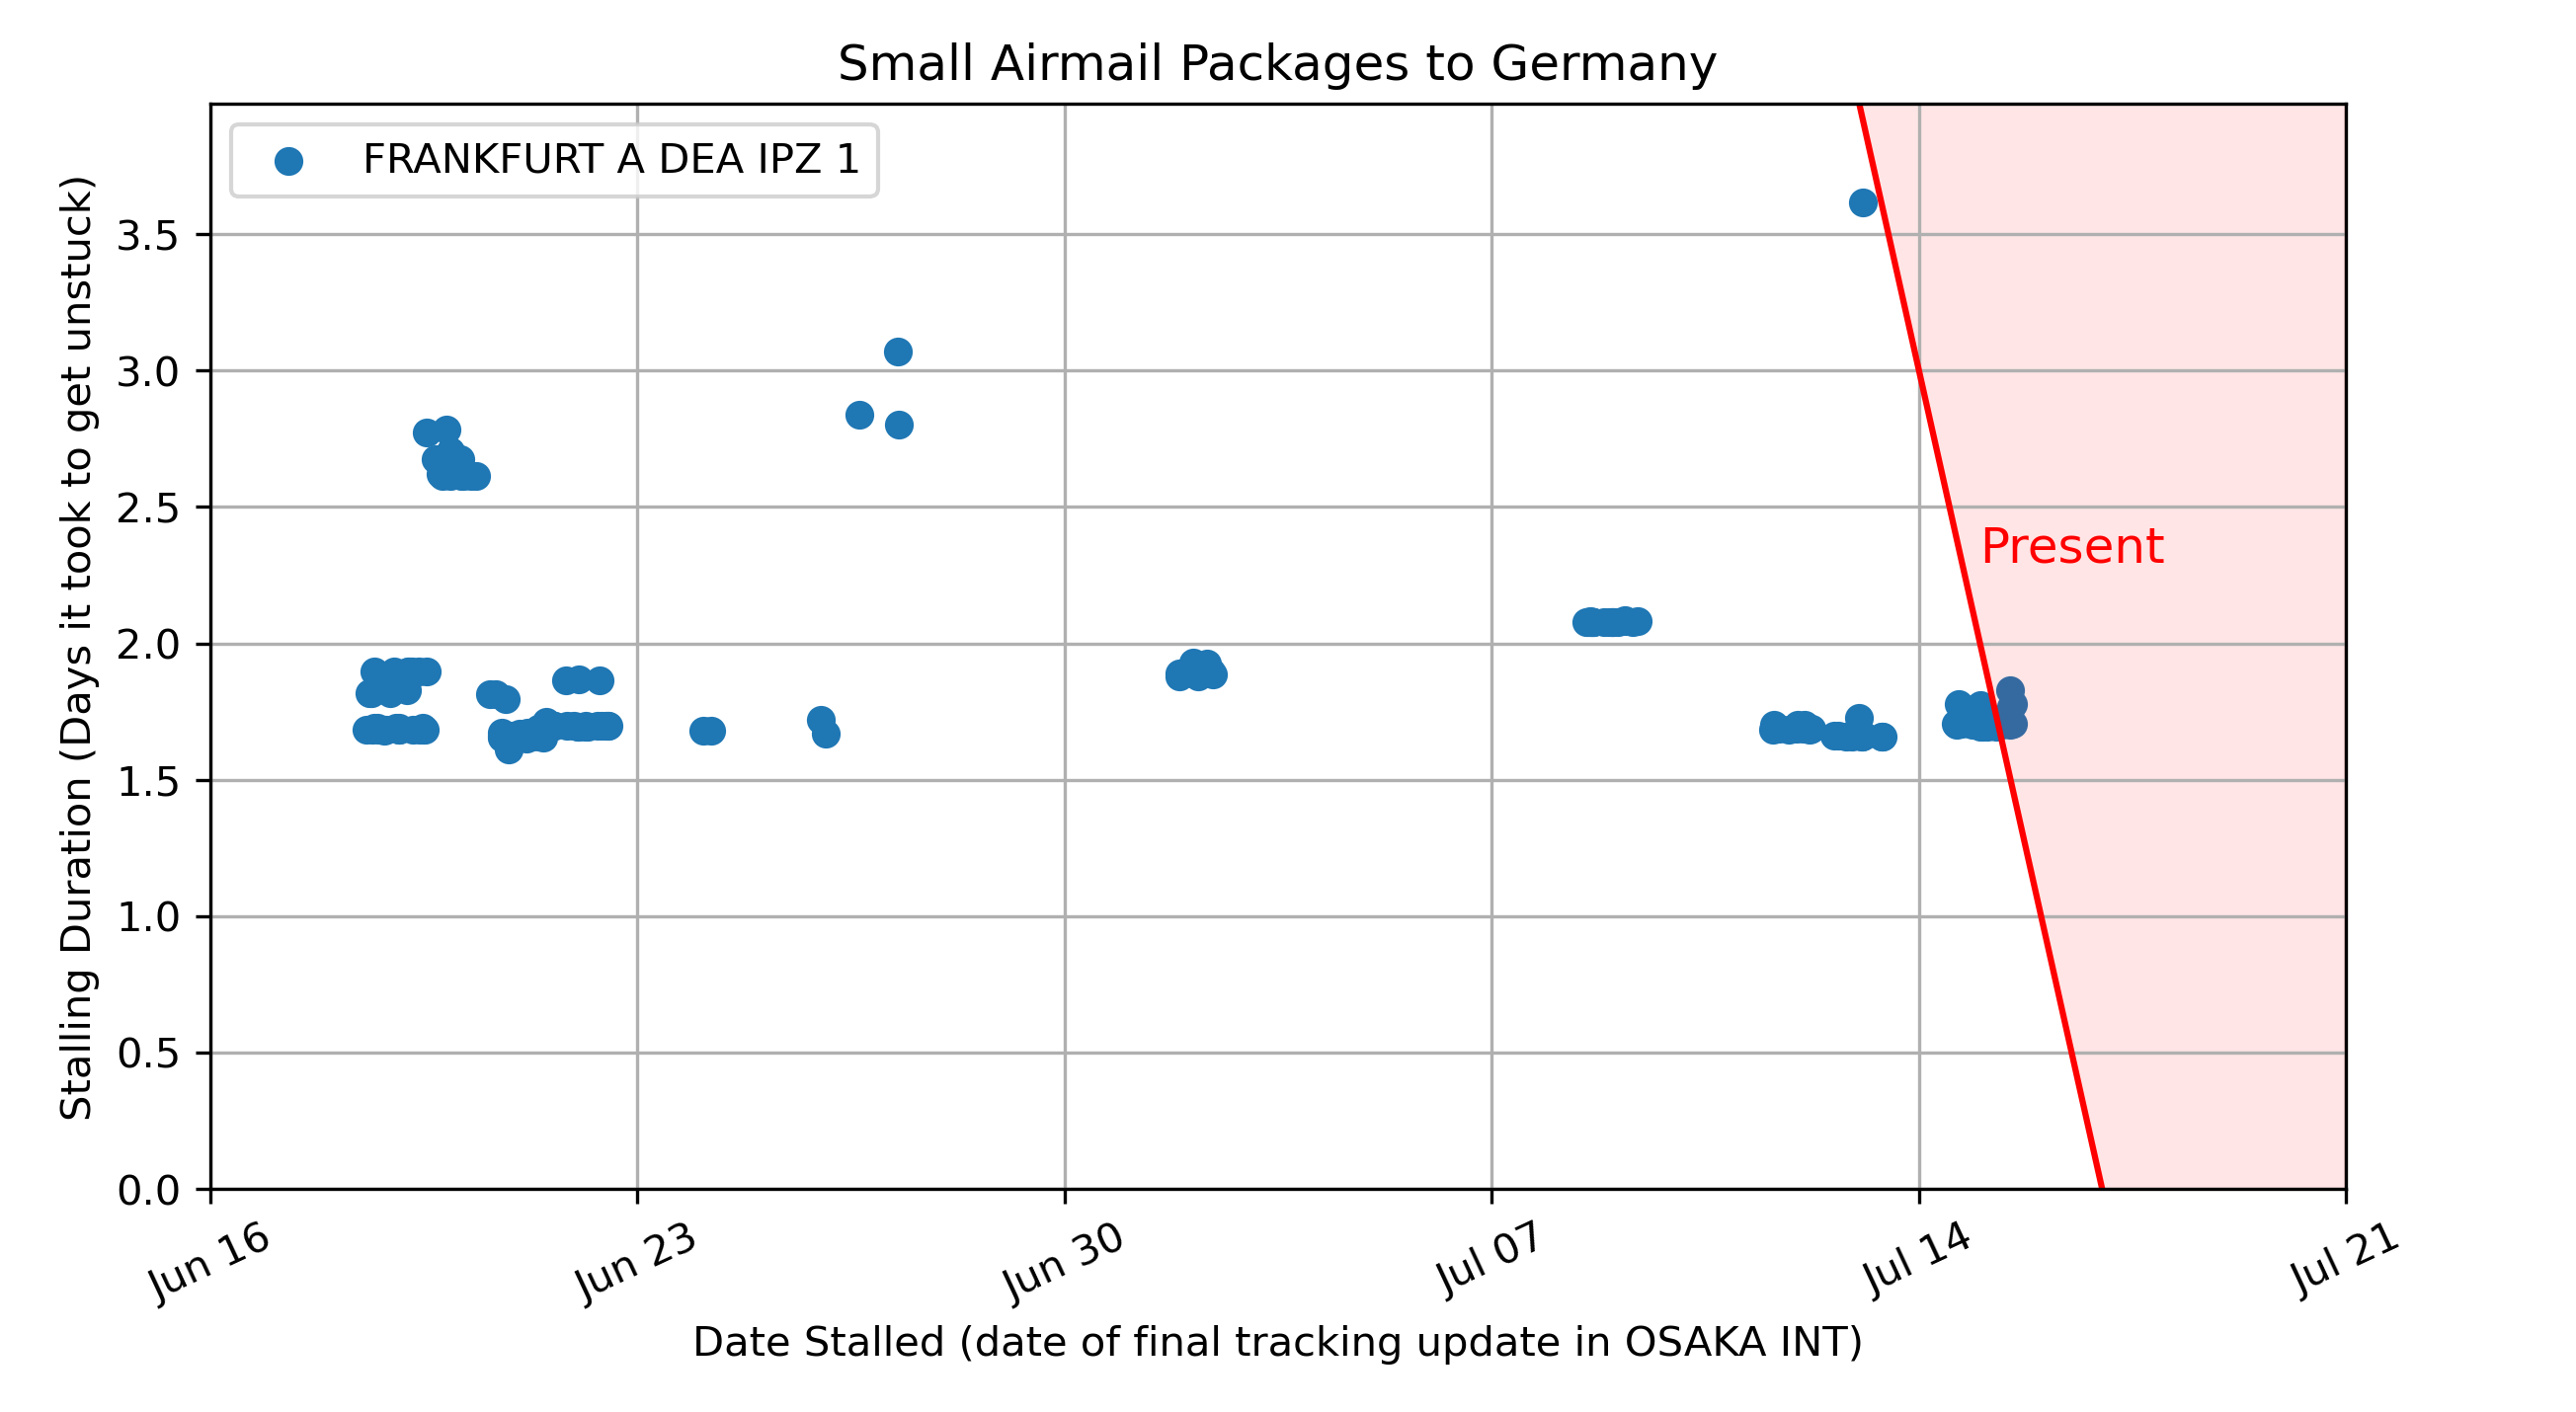 Small Airmail Packages to Germany
FRANKFURT A DEA IPZ 1
Stalling Duration (Days it took to get unstuck)
3.5
3.0
2.5
2.0
1.5
1.0
0.5
0.0
Present
Jun 16
Jun 23
Jun 30
Jul 07
Jul 14
Jul 21
Date Stalled (date of final tracking update in OSAKA INT)